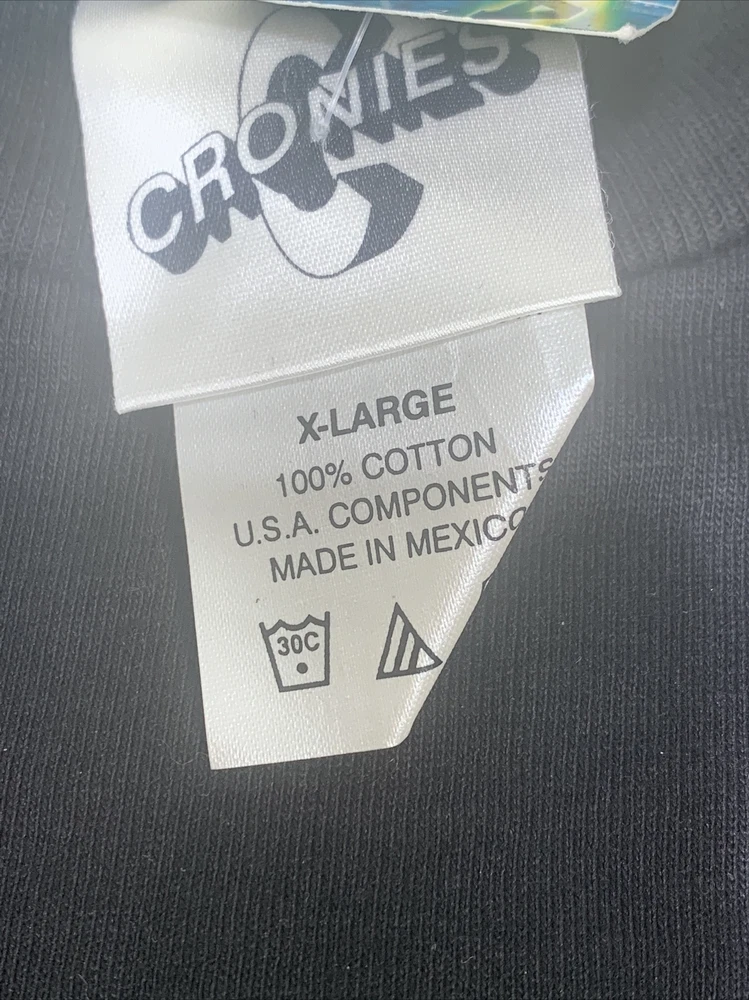 CRONIES
X-LARGE
100% COTTON
U.S.A. COMPONENTS
MADE IN MEXICO
30C